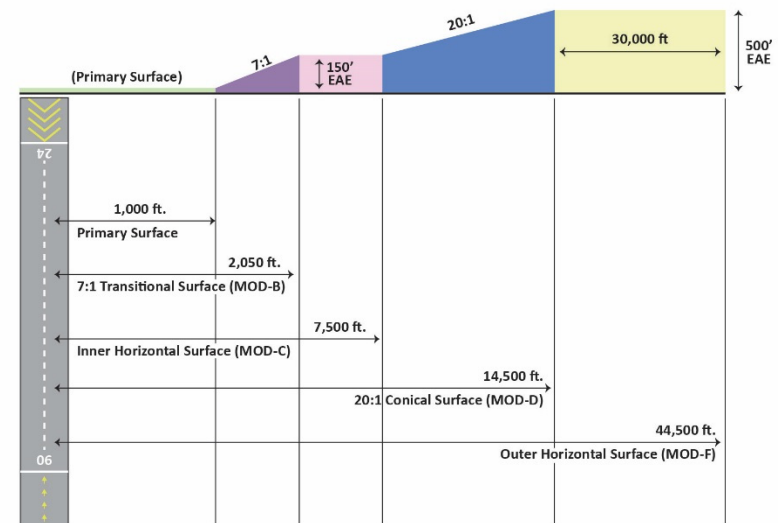 20:1
30,000 ft
500'
EAE
7:1
150'
EAE
(Primary Surface)
24
1,000 ft.
Primary Surface
2,050 ft.
7:1 Transitional Surface (MOD-B)
7,500 ft.
Inner Horizontal Surface (MOD-C)
14,500 ft.
20:1 Conical Surface (MOD-D)
44,500 ft.
Outer Horizontal Surface (MOD-F)
06